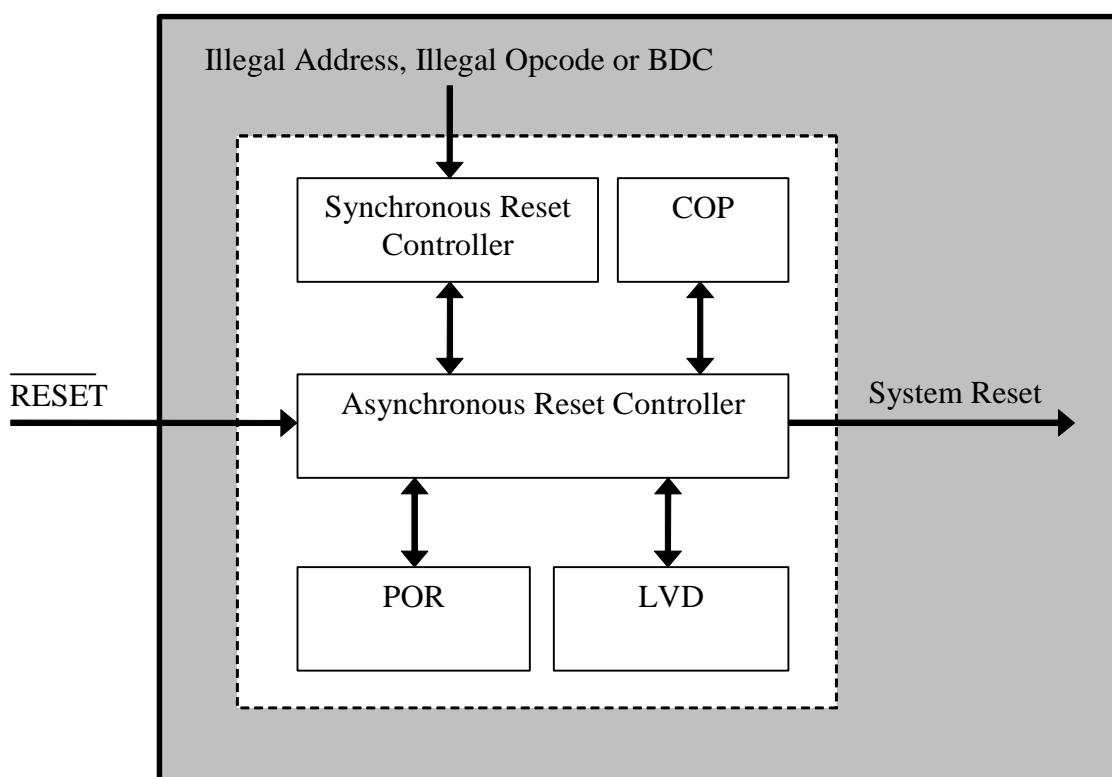 Illegal Address, Illegal Opcode or BDC
Synchronous Reset
Controller
COP
RESET
Asynchronous Reset Controller
System Reset
POR
LVD